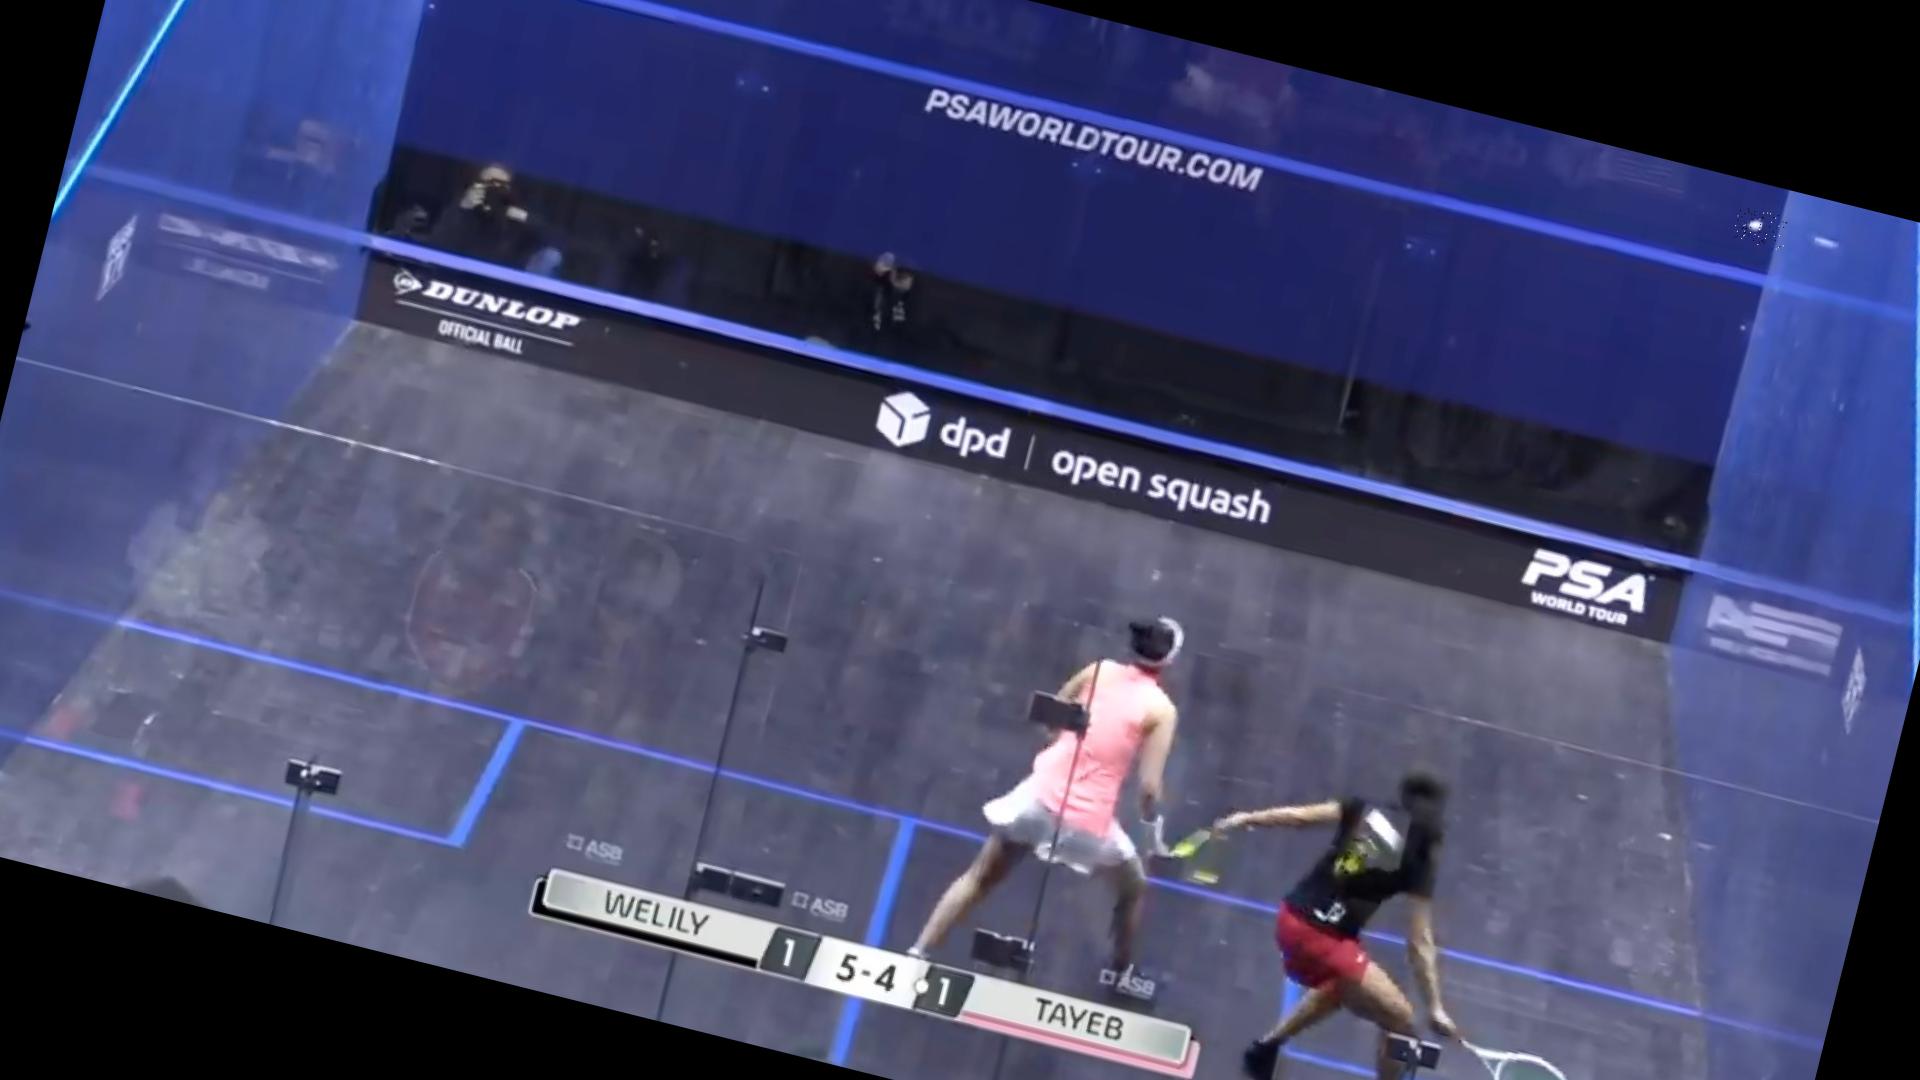 PSAWORLDTOUR.COM
DUNLOP
OFFICIAL BALL
dpd | open squash
PSA
WORLD TOUR
ASB
ASB
ASB
WELILY 1 5-4 1 TAYEB